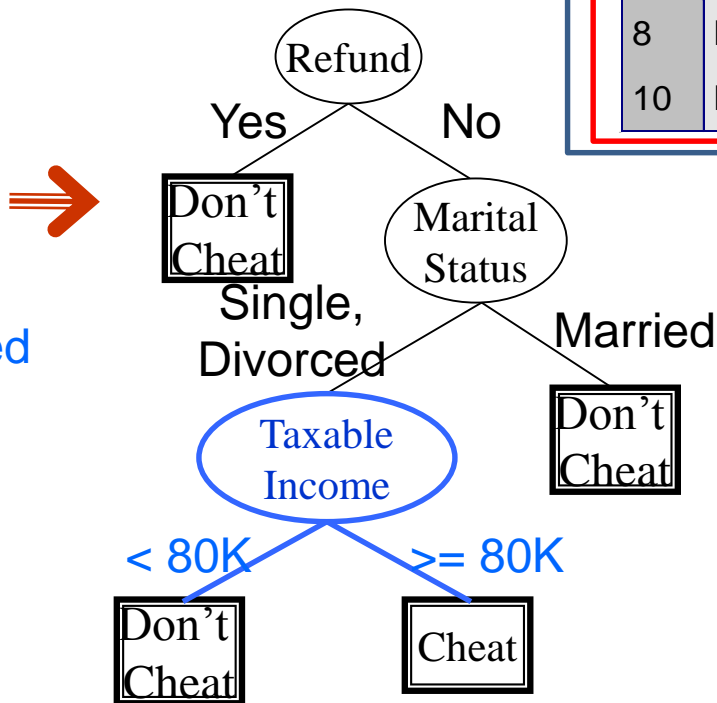 Refund
8
10
Yes
No
Don't
Cheat
Marital
Status
Single,
Divorced
Married
Taxable
Income
Don't
Cheat
< 80K
>= 80K
Don't
Cheat
Cheat